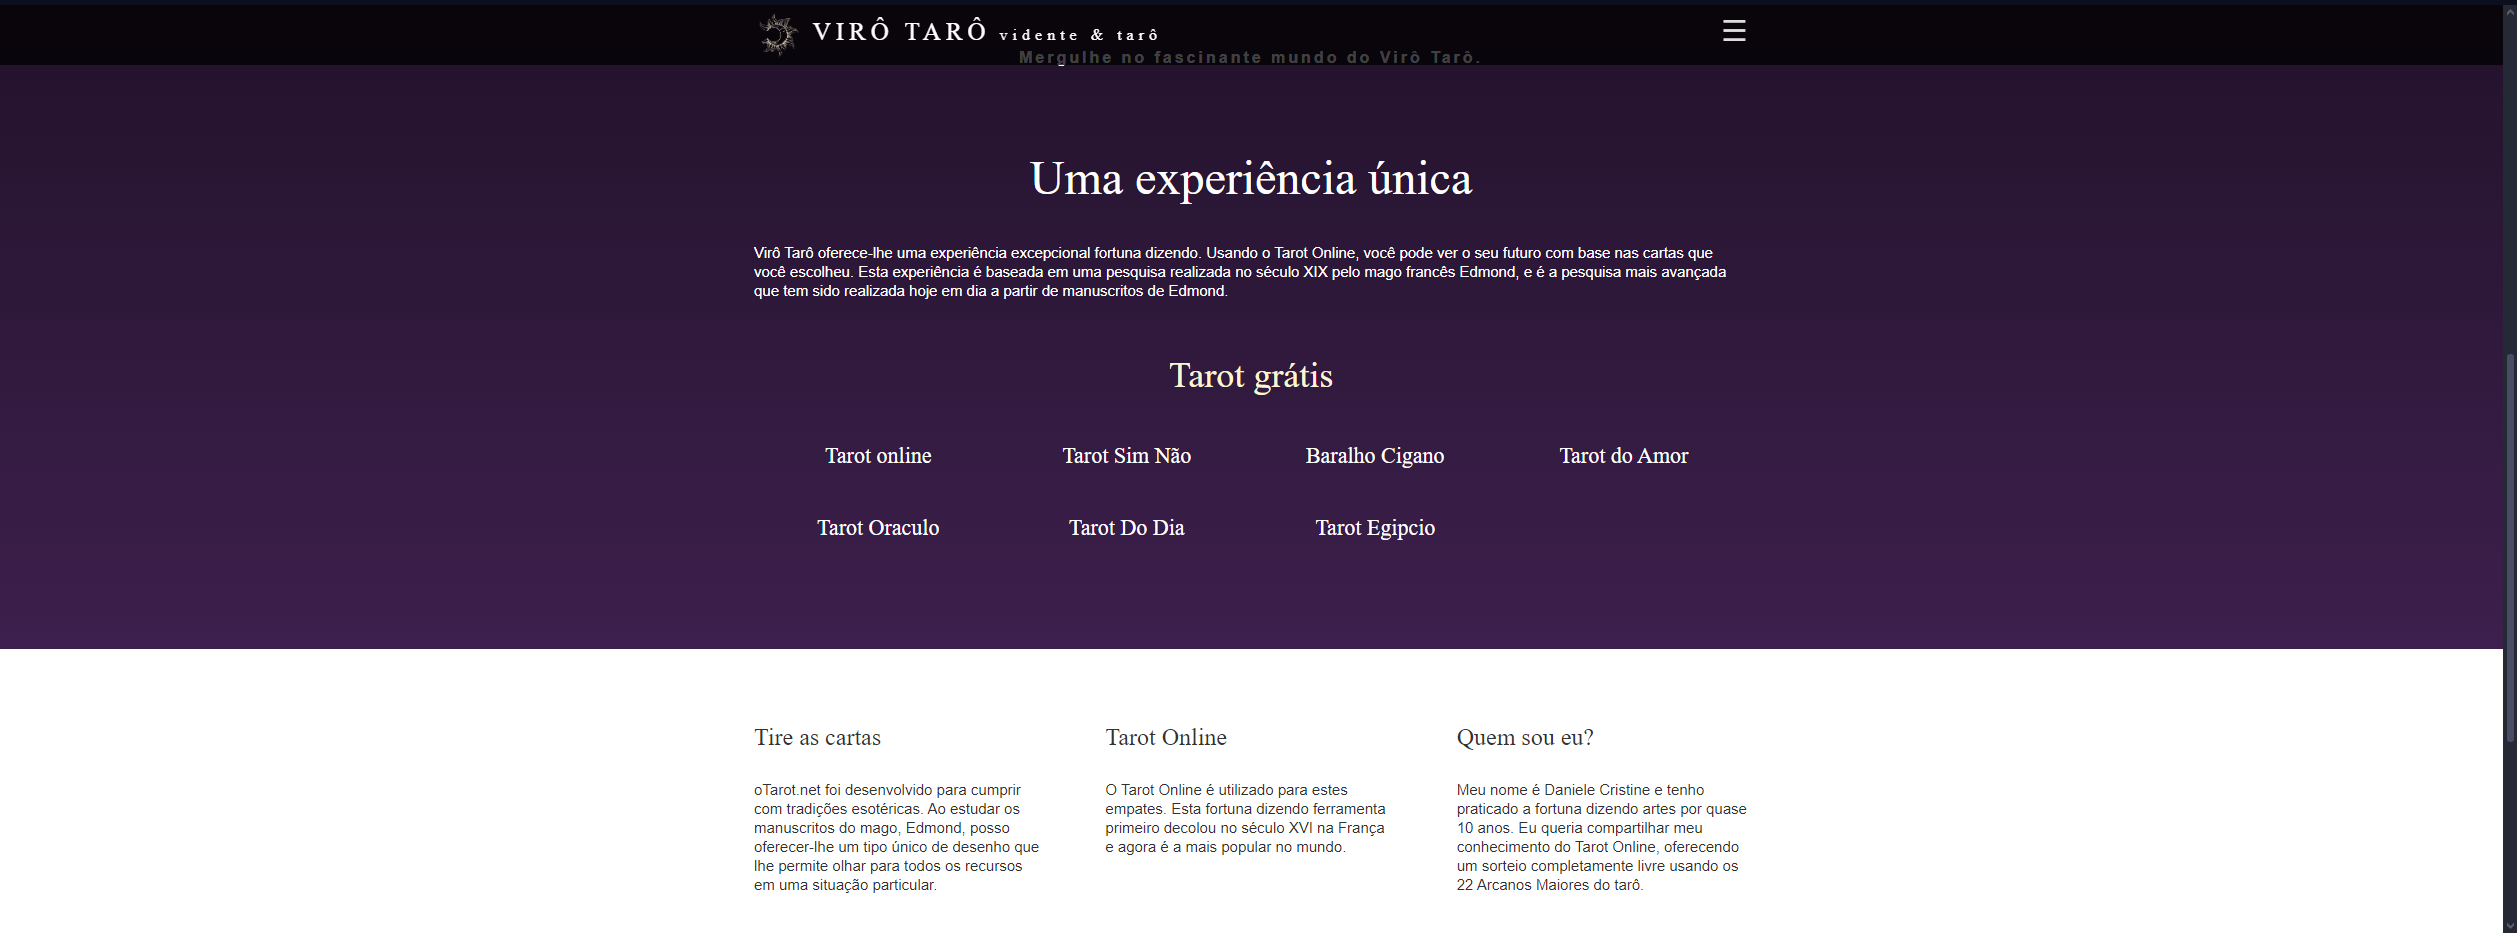 VIRÔ TARÔ vidente & tarô
Mergulhe no fascinante mundo do Virô Tarô.
Uma experiência única
Virô Tarô oferece-lhe uma experiência excepcional fortuna dizendo. Usando o Tarot Online, você pode ver o seu futuro com base nas cartas que
você escolheu. Esta experiência é baseada em uma pesquisa realizada no século XIX pelo mago francês Edmond, e é a pesquisa mais avançada
que tem sido realizada hoje em dia a partir de manuscritos de Edmond.
Tarot grátis
Tarot online Tarot Sim Não Baralho Cigano Tarot do Amor
Tarot Oraculo Tarot Do Dia Tarot Egipcio
Tire as cartas
oTarot.net foi desenvolvido para cumprir
com tradições esotéricas. Ao estudar os
manuscritos do mago, Edmond, posso
oferecer-lhe um tipo único de desenho que
lhe permite olhar para todos os recursos
em uma situação particular.
Tarot Online
O Tarot Online é utilizado para estes
empates. Esta fortuna dizendo ferramenta
primeiro decolou no século XVI na França
e agora é a mais popular no mundo.
Quem sou eu?
Meu nome é Daniele Cristine e tenho
praticado a fortuna dizendo artes por quase
10 anos. Eu queria compartilhar meu
conhecimento do Tarot Online, oferecendo
um sorteio completamente livre usando os
22 Arcanos Maiores do tarô.